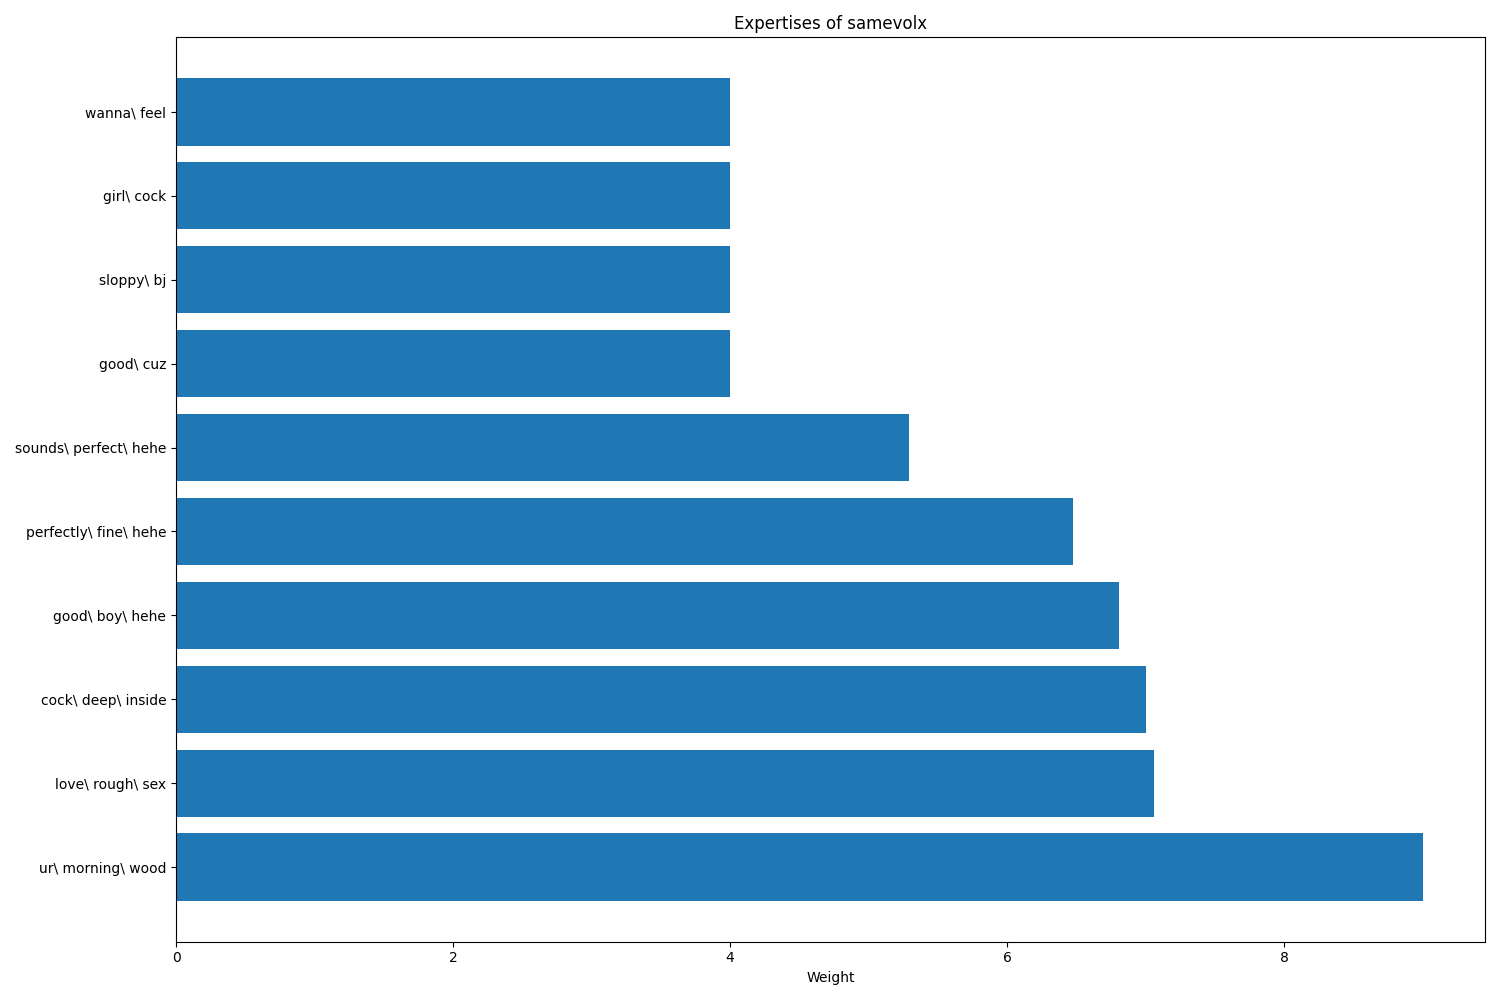 Expertises of samevolx
wanna\ feel
girl\ cock
sloppy\ bj
good\ cuz
sounds\ perfect\ hehe
perfectly\ fine\ hehe
good\ boy\ hehe
cock\ deep\ inside
love\ rough\ sex
ur\ morning\ wood
0 2 4 6 8
Weight